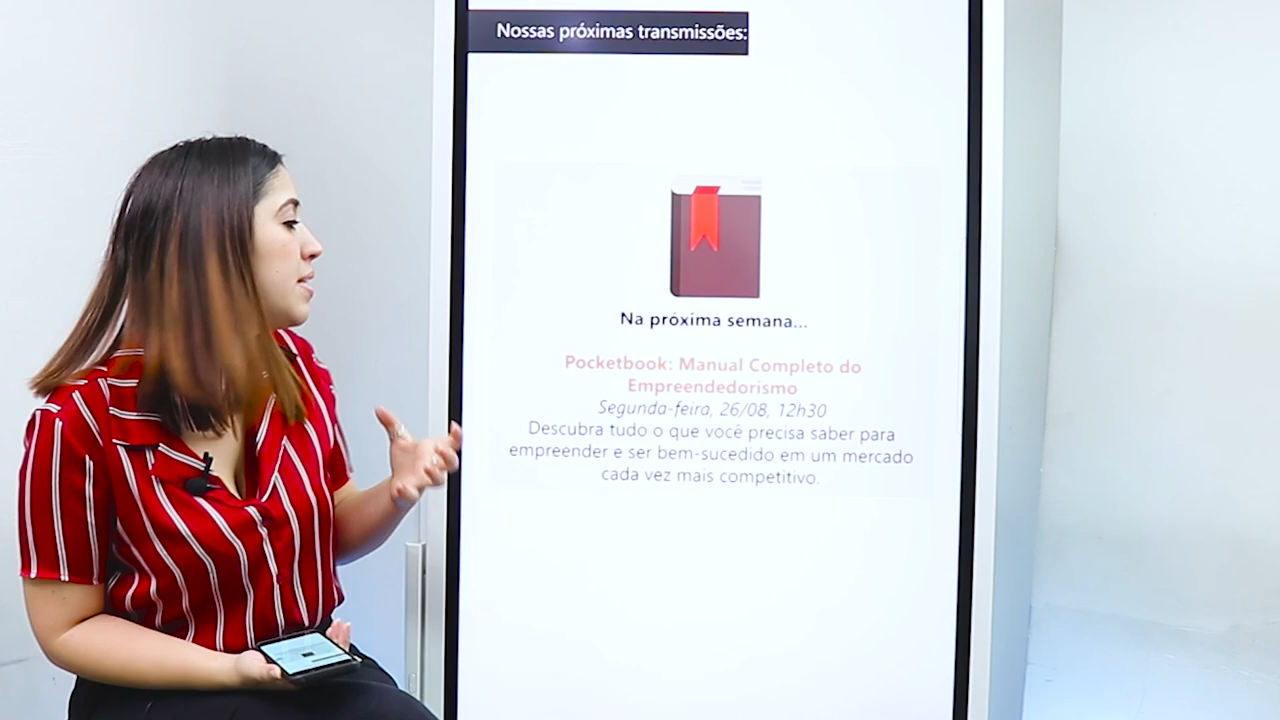 Nossas próximas transmissões:
Na próxima semana...
Pocketbook: Manual Completo do
Empreendedorismo
Segunda-feira, 26/08, 12h30
Descubra tudo o que você precisa saber para
empreender e ser bem-sucedido em um mercado
cada vez mais competitivo.